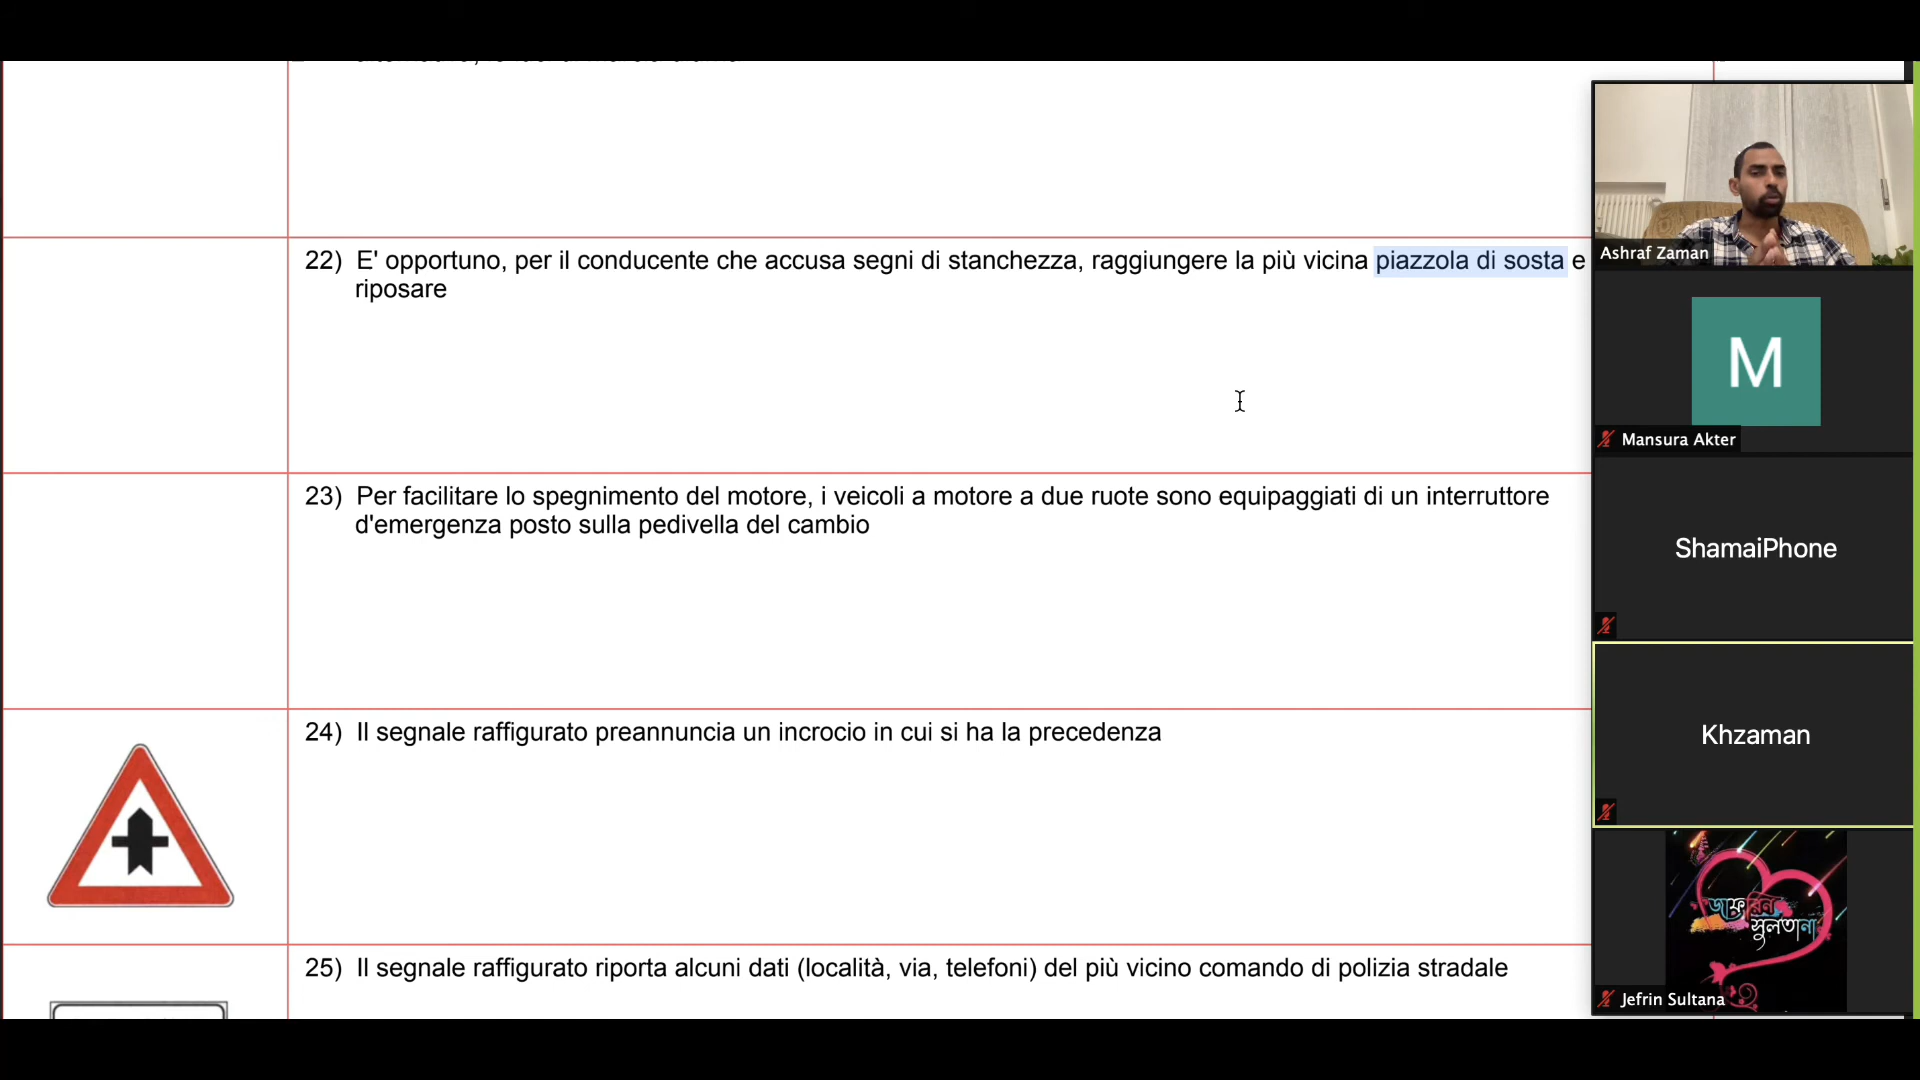 22) E' opportuno, per il conducente che accusa segni di stanchezza, raggiungere la più vicina piazzola di sosta e
riposare
23) Per facilitare lo spegnimento del motore, i veicoli a motore a due ruote sono equipaggiati di un interruttore
d'emergenza posto sulla pedivella del cambio
24) Il segnale raffigurato preannuncia un incrocio in cui si ha la precedenza
25) Il segnale raffigurato riporta alcuni dati (località, via, telefoni) del più vicino comando di polizia stradale
Ashraf Zaman
M
Mansura Akter
ShamaiPhone
Khzaman
সুলতানা
Jefrin Sultana